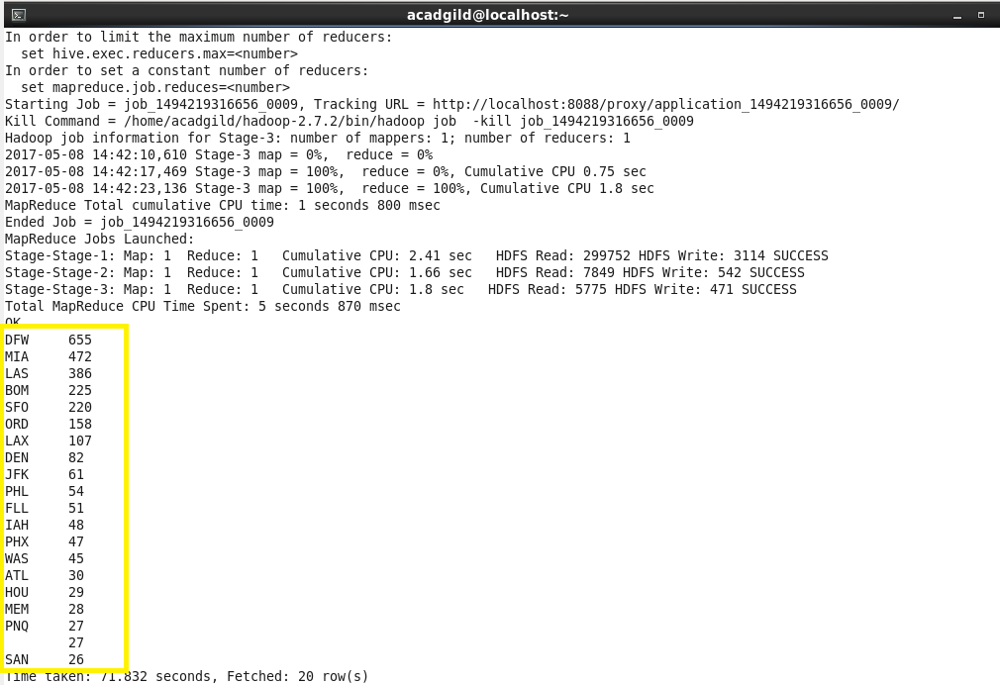 acadgild@localhost:~
In order to limit the maximum number of reducers:
  set hive.exec.reducers.max=<number>
In order to set a constant number of reducers:
  set mapreduce.job.reduces=<number>
Starting Job = job_1494219316656_0009, Tracking URL = http://localhost:8088/proxy/application_1494219316656_0009/
Kill Command = /home/acadgild/hadoop-2.7.2/bin/hadoop job  -kill job_1494219316656_0009
Hadoop job information for Stage-3: number of mappers: 1; number of reducers: 1
2017-05-08 14:42:10,610 Stage-3 map = 0%,  reduce = 0%
2017-05-08 14:42:17,469 Stage-3 map = 100%,  reduce = 0%, Cumulative CPU 0.75 sec
2017-05-08 14:42:23,136 Stage-3 map = 100%,  reduce = 100%, Cumulative CPU 1.8 sec
MapReduce Total cumulative CPU time: 1 seconds 800 msec
Ended Job = job_1494219316656_0009
MapReduce Jobs Launched:
Stage-Stage-1: Map: 1  Reduce: 1   Cumulative CPU: 2.41 sec   HDFS Read: 299752 HDFS Write: 3114 SUCCESS
Stage-Stage-2: Map: 1  Reduce: 1   Cumulative CPU: 1.66 sec   HDFS Read: 7849 HDFS Write: 542 SUCCESS
Stage-Stage-3: Map: 1  Reduce: 1   Cumulative CPU: 1.8 sec   HDFS Read: 5775 HDFS Write: 471 SUCCESS
Total MapReduce CPU Time Spent: 5 seconds 870 msec
OK
DFW     655
MIA     472
LAS     386
BOM     225
SFO     220
ORD     158
LAX     107
DEN     82
JFK     61
PHL     54
FLL     51
IAH     48
PHX     47
WAS     45
ATL     30
HOU     29
MEM     28
PNQ     27
        27
SAN     26
Time taken: 71.832 seconds, Fetched: 20 row(s)